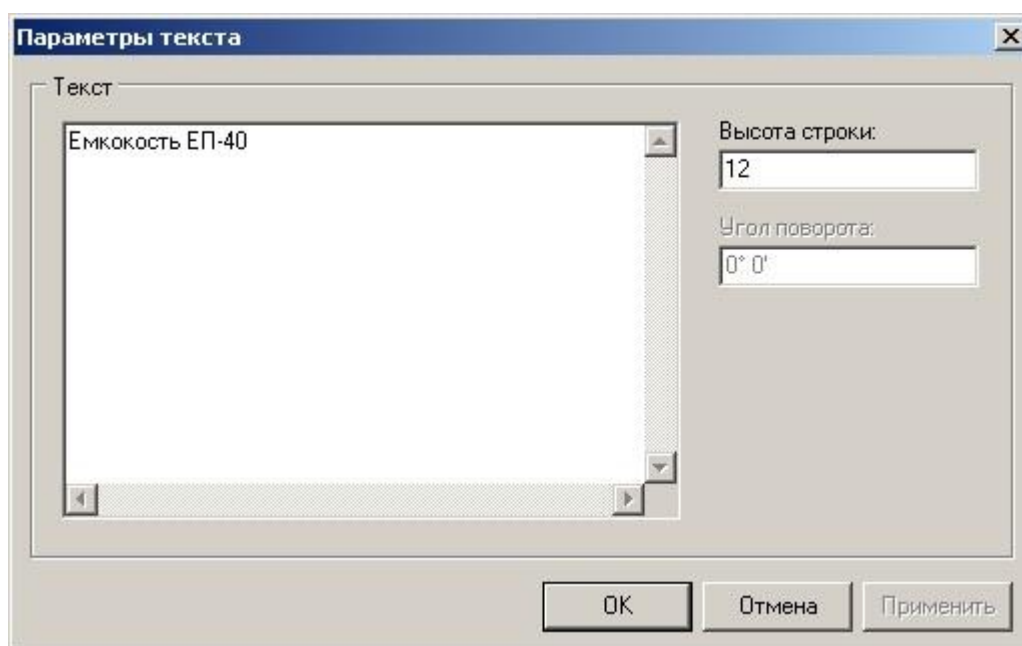 Параметры текста
Текст
Емкокость ЕП-40
Высота строки:
12
Угол поворота:
0° 0'
OK
Отмена
Применить